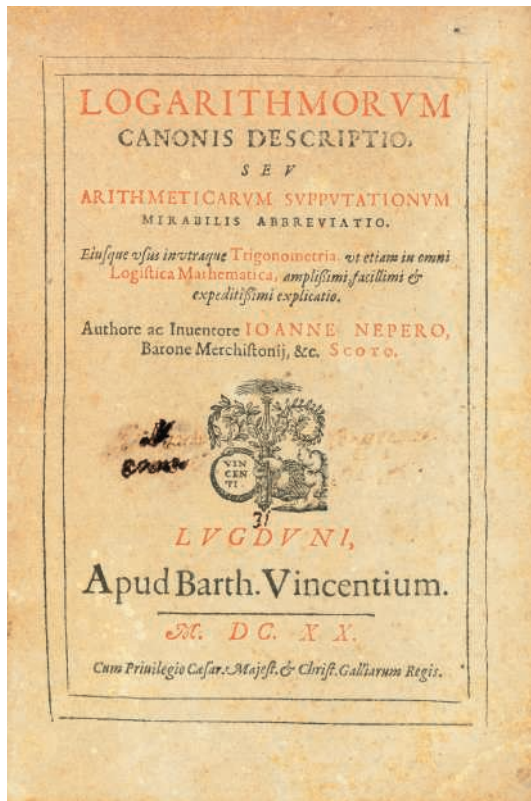 LOGARITHMORVM
CANONIS DESCRIPTIO,
SEV
ARITHMETICARVM SVPPVTATIONVM
MIRABILIS ABBREVIATIO.
Eiusque vsus in vtraque Trigonometria, vt etiam in omni
Logistica Mathematica, amplißimi, facillimi &
expeditißimi explicatio.
Authore ac Inuentore IOANNE NEPERO,
Barone Merchistonij, &c. SCOTO.
VIN
CEN
TI.
31
LVGDVNI,
Apud Barth. Vincentium.
M. DC. XX.
Cum Priuilegio Cæsar. Majest. & Christ. Galliarum Regis.